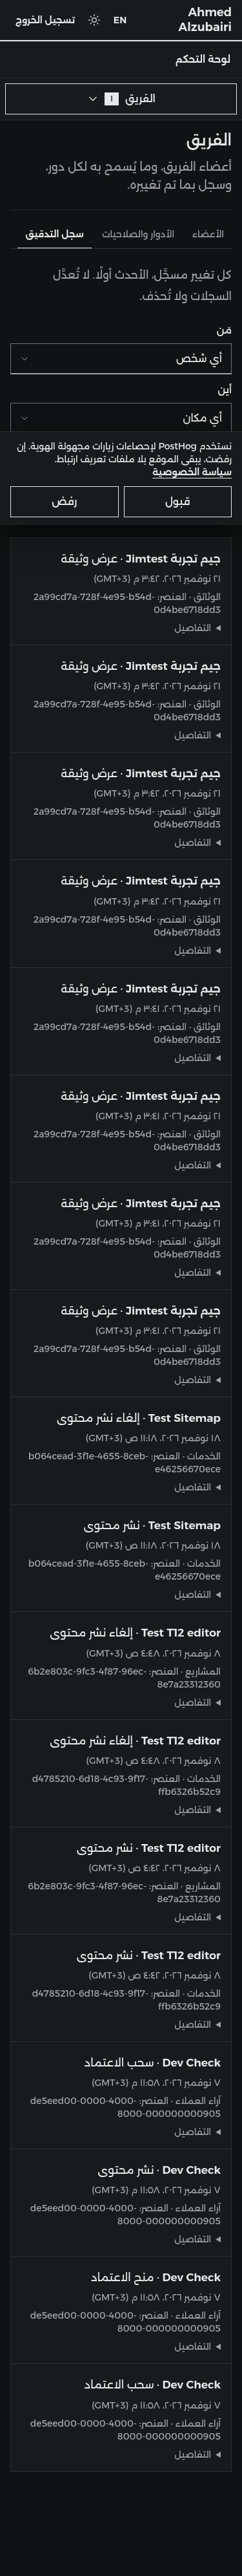 Ahmed
Alzubairi
EN
تسجيل الخروج
لوحة التحكم
الفريق ا
الفريق
أعضاء الفريق، وما يُسمح به لكل دور،
وسجل بما تم تغييره.
الأعضاء
الأدوار والصلاحيات
سجل التدقيق
كل تغيير مسجَّل، الأحدث أولًا. لا تُعدَّل
السجلات ولا تُحذف.
مَن
أي شخص
أين
أي مكان
نستخدم PostHog لإحصاءات زيارات مجهولة الهوية. إن
رفضت، يبقى الموقع بلا ملفات تعريف ارتباط.
سياسة الخصوصية
قبول
رفض
جيم تجربة Jimtest · عرض وثيقة
٢١ نوفمبر ٢٠٢٦، ٣:٤٢ م (GMT+3)
الوثائق · العنصر: 2a99cd7a-728f-4e95-b54d-
0d4be6718dd3
التفاصيل
جيم تجربة Jimtest · عرض وثيقة
٢١ نوفمبر ٢٠٢٦، ٣:٤٢ م (GMT+3)
الوثائق · العنصر: 2a99cd7a-728f-4e95-b54d-
0d4be6718dd3
التفاصيل
جيم تجربة Jimtest · عرض وثيقة
٢١ نوفمبر ٢٠٢٦، ٣:٤٢ م (GMT+3)
الوثائق · العنصر: 2a99cd7a-728f-4e95-b54d-
0d4be6718dd3
التفاصيل
جيم تجربة Jimtest · عرض وثيقة
٢١ نوفمبر ٢٠٢٦، ٣:٤٢ م (GMT+3)
الوثائق · العنصر: 2a99cd7a-728f-4e95-b54d-
0d4be6718dd3
التفاصيل
جيم تجربة Jimtest · عرض وثيقة
٢١ نوفمبر ٢٠٢٦، ٣:٤١ م (GMT+3)
الوثائق · العنصر: 2a99cd7a-728f-4e95-b54d-
0d4be6718dd3
التفاصيل
جيم تجربة Jimtest · عرض وثيقة
٢١ نوفمبر ٢٠٢٦، ٣:٤١ م (GMT+3)
الوثائق · العنصر: 2a99cd7a-728f-4e95-b54d-
0d4be6718dd3
التفاصيل
جيم تجربة Jimtest · عرض وثيقة
٢١ نوفمبر ٢٠٢٦، ٣:٤١ م (GMT+3)
الوثائق · العنصر: 2a99cd7a-728f-4e95-b54d-
0d4be6718dd3
التفاصيل
جيم تجربة Jimtest · عرض وثيقة
٢١ نوفمبر ٢٠٢٦، ٣:٤١ م (GMT+3)
الوثائق · العنصر: 2a99cd7a-728f-4e95-b54d-
0d4be6718dd3
التفاصيل
Test Sitemap · إلغاء نشر محتوى
١٨ نوفمبر ٢٠٢٦، ١١:١٨ ص (GMT+3)
الخدمات · العنصر: b064cead-3f1e-4655-8ceb-
e46256670ece
التفاصيل
Test Sitemap · نشر محتوى
١٨ نوفمبر ٢٠٢٦، ١١:١٨ ص (GMT+3)
الخدمات · العنصر: b064cead-3f1e-4655-8ceb-
e46256670ece
التفاصيل
Test T12 editor · إلغاء نشر محتوى
٨ نوفمبر ٢٠٢٦، ٤:٤٨ ص (GMT+3)
المشاريع · العنصر: 6b2e803c-9fc3-4f87-96ec-
8e7a23312360
التفاصيل
Test T12 editor · إلغاء نشر محتوى
٨ نوفمبر ٢٠٢٦، ٤:٤٨ ص (GMT+3)
الخدمات · العنصر: d4785210-6d18-4c93-9f17-
ffb6326b52c9
التفاصيل
Test T12 editor · نشر محتوى
٨ نوفمبر ٢٠٢٦، ٤:٤٢ ص (GMT+3)
المشاريع · العنصر: 6b2e803c-9fc3-4f87-96ec-
8e7a23312360
التفاصيل
Test T12 editor · نشر محتوى
٨ نوفمبر ٢٠٢٦، ٤:٤٢ ص (GMT+3)
الخدمات · العنصر: d4785210-6d18-4c93-9f17-
ffb6326b52c9
التفاصيل
Dev Check · سحب الاعتماد
٧ نوفمبر ٢٠٢٦، ١١:٥٨ م (GMT+3)
آراء العملاء · العنصر: de5eed00-0000-4000-
8000-000000000905
التفاصيل
Dev Check · نشر محتوى
٧ نوفمبر ٢٠٢٦، ١١:٥٨ م (GMT+3)
آراء العملاء · العنصر: de5eed00-0000-4000-
8000-000000000905
التفاصيل
Dev Check · منح الاعتماد
٧ نوفمبر ٢٠٢٦، ١١:٥٨ م (GMT+3)
آراء العملاء · العنصر: de5eed00-0000-4000-
8000-000000000905
التفاصيل
Dev Check · سحب الاعتماد
٧ نوفمبر ٢٠٢٦، ١١:٥٨ م (GMT+3)
آراء العملاء · العنصر: de5eed00-0000-4000-
8000-000000000905
التفاصيل